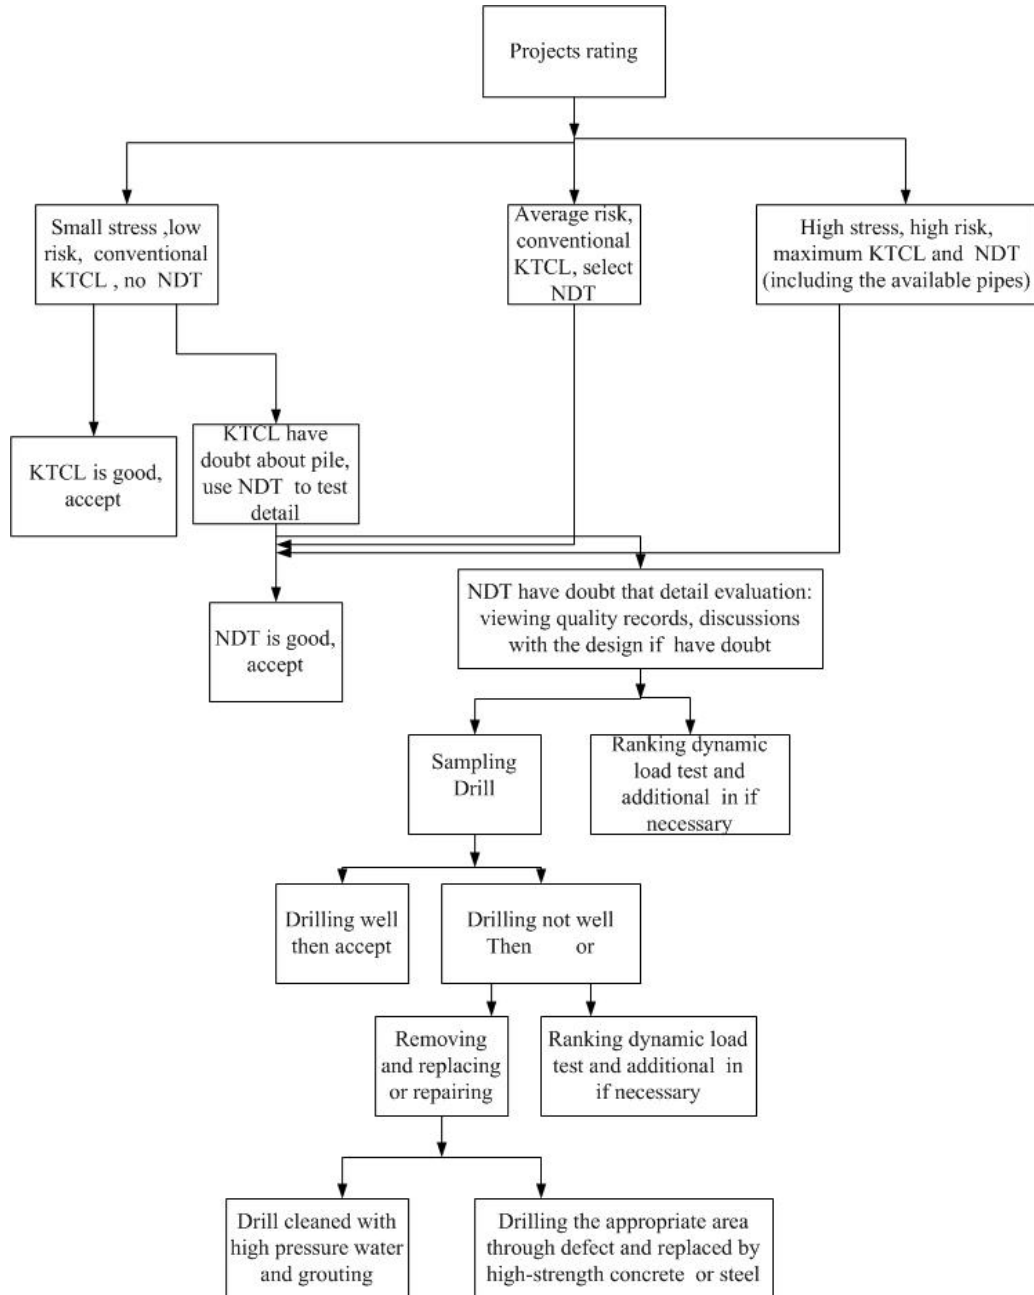 Projects rating
Small stress ,low
risk, conventional
KTCL , no NDT
Average risk,
conventional
KTCL, select
NDT
High stress, high risk,
maximum KTCL and NDT
(including the available pipes)
KTCL is good,
accept
KTCL have
doubt about pile,
use NDT to test
detail
NDT is good,
accept
NDT have doubt that detail evaluation:
viewing quality records, discussions
with the design if have doubt
Sampling
Drill
Ranking dynamic
load test and
additional in if
necessary
Drilling well
then accept
Drilling not well
Then or
Removing
and replacing
or repairing
Ranking dynamic load
test and additional in
if necessary
Drill cleaned with
high pressure water
and grouting
Drilling the appropriate area
through defect and replaced by
high-strength concrete or steel